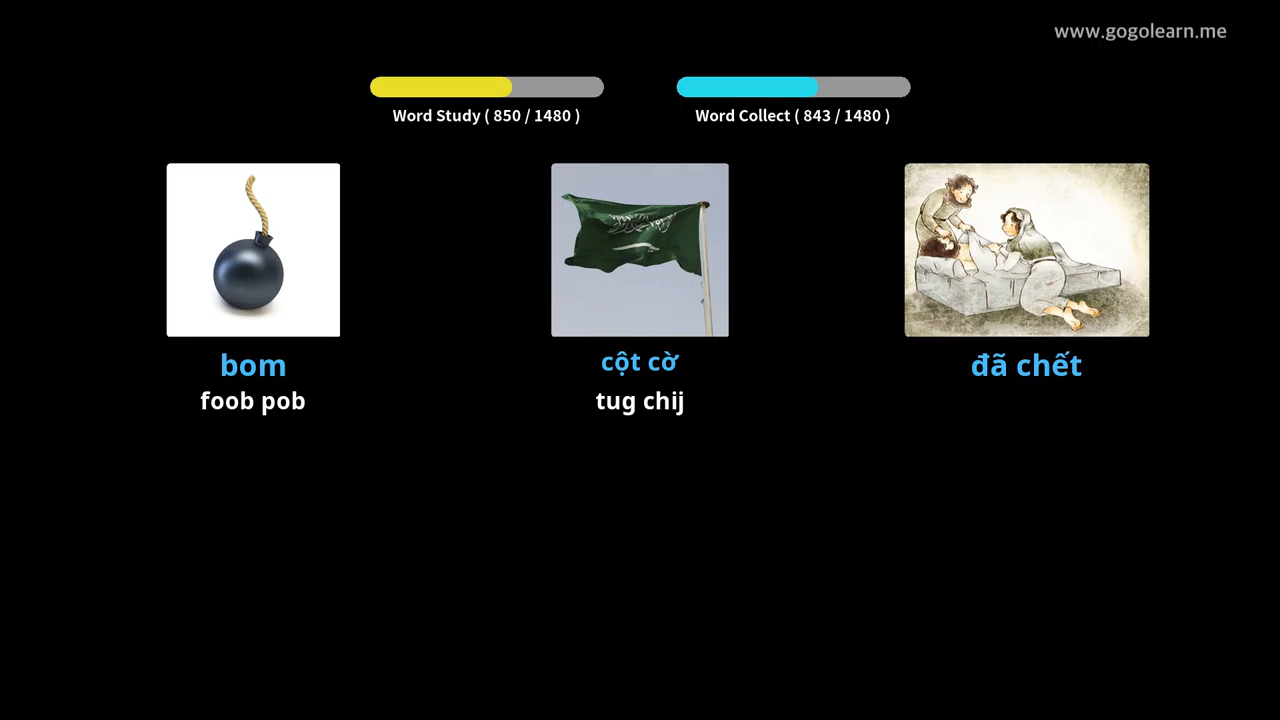 www.gogolearn.me
Word Study ( 850 / 1480 )
Word Collect ( 843 / 1480 )
bom
cột cờ
đã chết
foob pob
tug chij